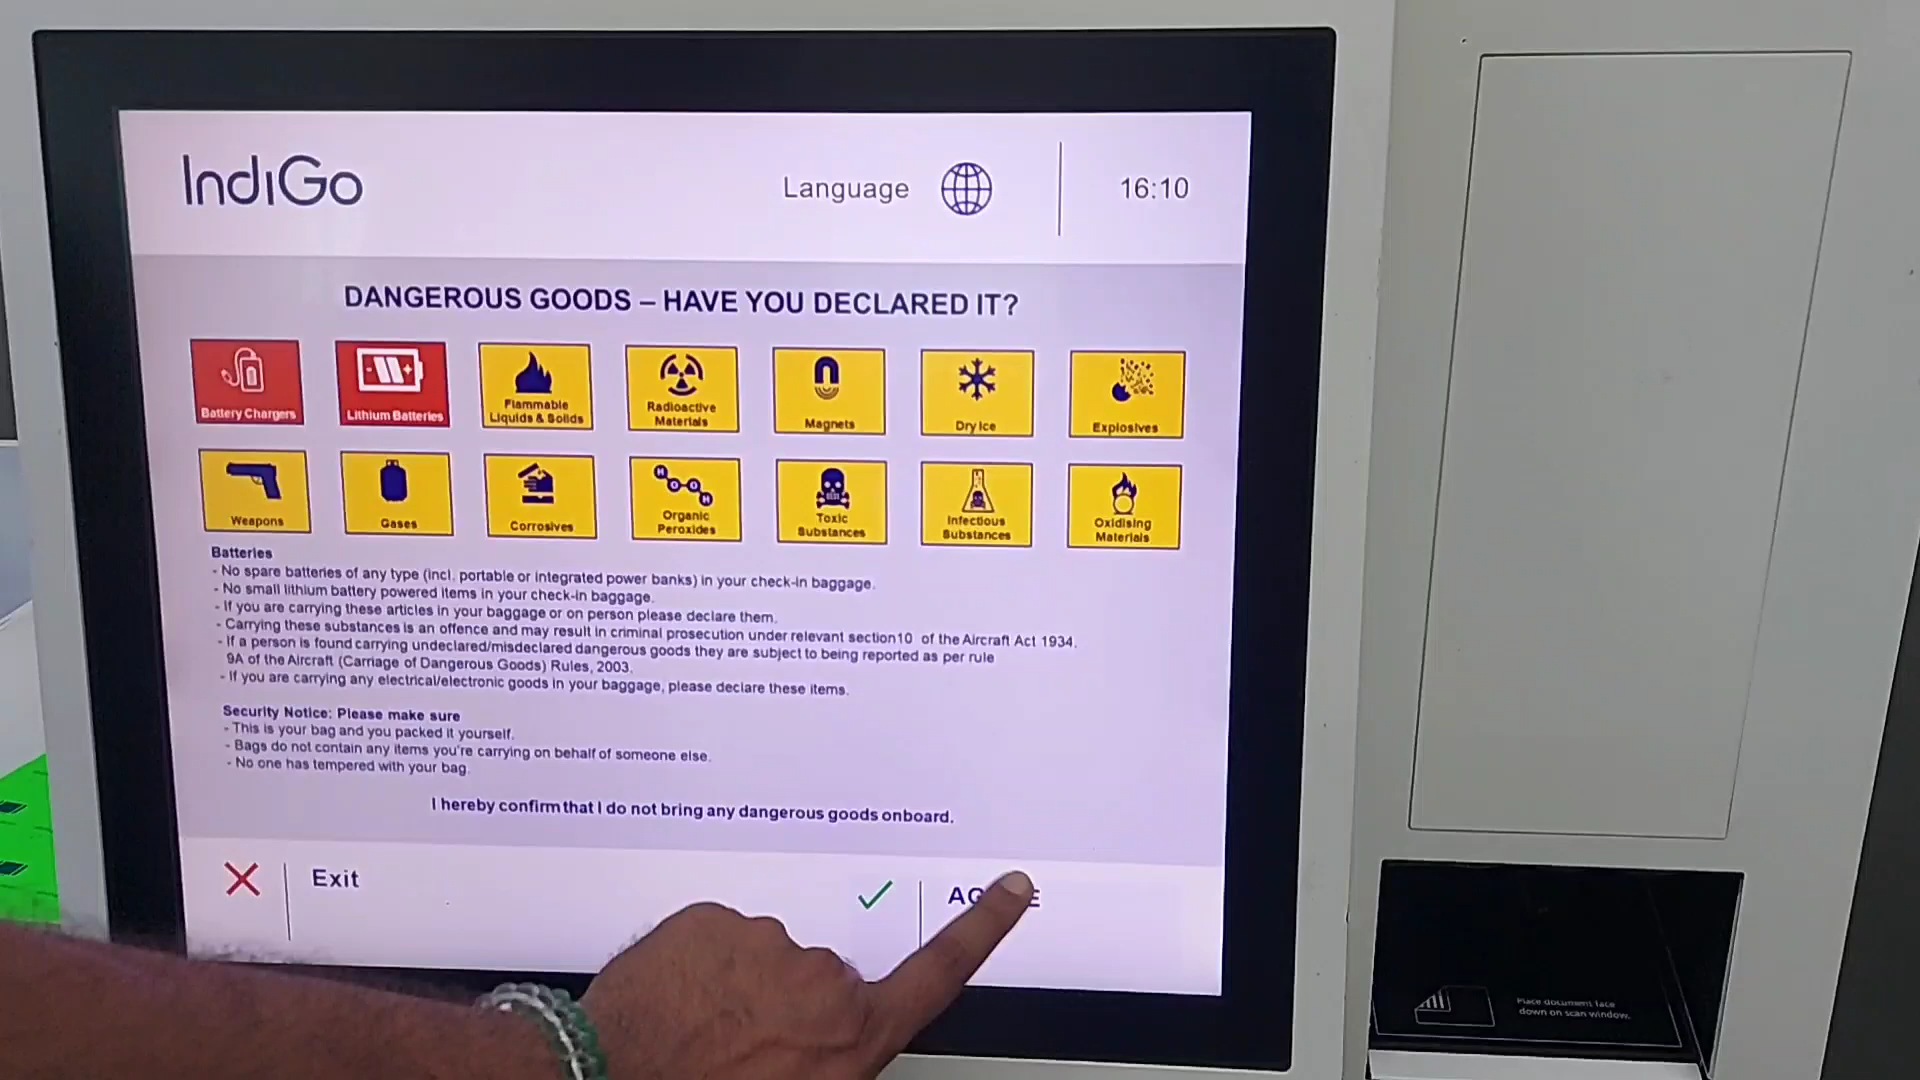 IndiGo
Language
16:10
DANGEROUS GOODS – HAVE YOU DECLARED IT?
Battery Chargers
Lithium Batteries
Flammable
Liquids & Solids
Radioactive
Materials
Magnets
Dry Ice
Explosives
Weapons
Gases
Corrosives
H O O H
Organic
Peroxides
Toxic
Substances
Infectious
Substances
Oxidising
Materials
Batteries
- No spare batteries of any type (incl. portable or integrated power banks) in your check-in baggage.
- No small lithium battery powered items in your check-in baggage.
- If you are carrying these articles in your baggage or on person please declare them.
- Carrying these substances is an offence and may result in criminal prosecution under relevant section10 of the Aircraft Act 1934.
- If a person is found carrying undeclared/misdeclared dangerous goods they are subject to being reported as per rule
9A of the Aircraft (Carriage of Dangerous Goods) Rules, 2003.
- If you are carrying any electrical/electronic goods in your baggage, please declare these items.
Security Notice: Please make sure
- This is your bag and you packed it yourself.
- Bags do not contain any items you're carrying on behalf of someone else.
- No one has tempered with your bag.
I hereby confirm that I do not bring any dangerous goods onboard.
Exit
Place document face
down on scan window.